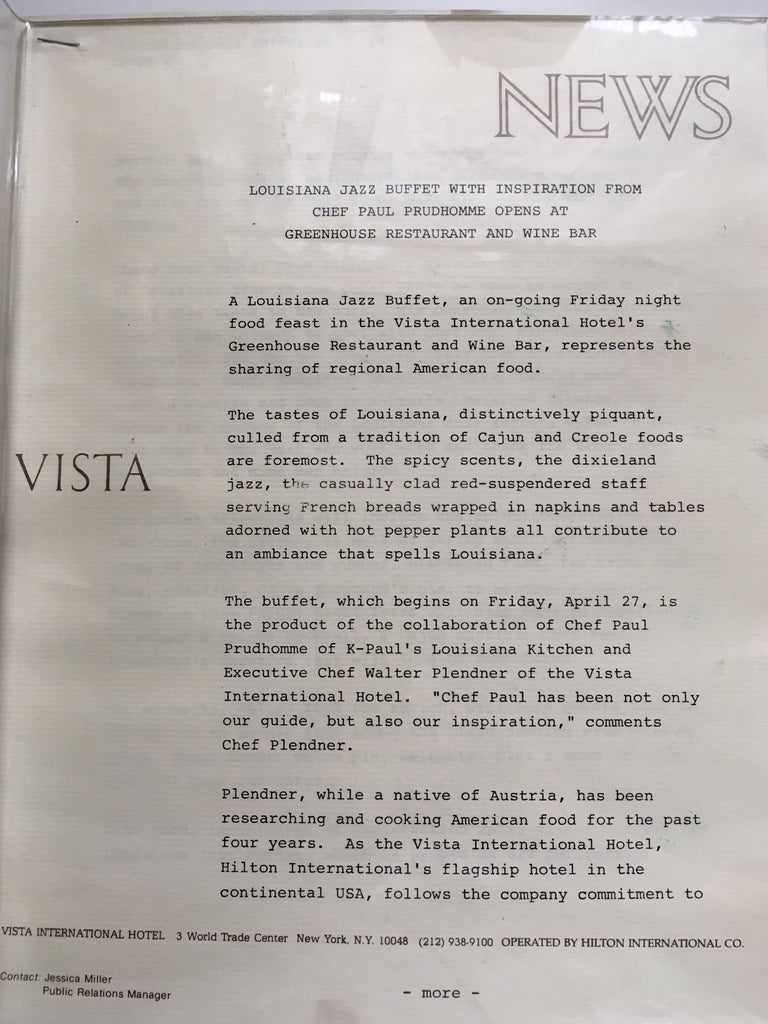 NEWS
LOUISIANA JAZZ BUFFET WITH INSPIRATION FROM
CHEF PAUL PRUDHOMME OPENS AT
GREENHOUSE RESTAURANT AND WINE BAR
A Louisiana Jazz Buffet, an on-going Friday night
food feast in the Vista International Hotel's
Greenhouse Restaurant and Wine Bar, represents the
sharing of regional American food.
The tastes of Louisiana, distinctively piquant,
culled from a tradition of Cajun and Creole foods
are foremost.  The spicy scents, the dixieland
VISTA
jazz, the casually clad red-suspendered staff
serving French breads wrapped in napkins and tables
adorned with hot pepper plants all contribute to
an ambiance that spells Louisiana.
The buffet, which begins on Friday, April 27, is
the product of the collaboration of Chef Paul
Prudhomme of K-Paul's Louisiana Kitchen and
Executive Chef Walter Plendner of the Vista
International Hotel.  "Chef Paul has been not only
our guide, but also our inspiration," comments
Chef Plendner.
Plendner, while a native of Austria, has been
researching and cooking American food for the past
four years.  As the Vista International Hotel,
Hilton International's flagship hotel in the
continental USA, follows the company commitment to
VISTA INTERNATIONAL HOTEL 3 World Trade Center New York, N.Y. 10048 (212) 938-9100 OPERATED BY HILTON INTERNATIONAL CO.
Contact: Jessica Miller
Public Relations Manager
- more -